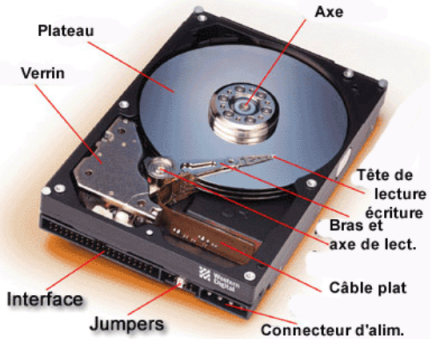 Axe
Plateau
Verrin
Tête de
lecture
écriture
Bras et
axe de lect.
Western
Digital
Câble plat
Interface
Jumpers
Connecteur d'alim.